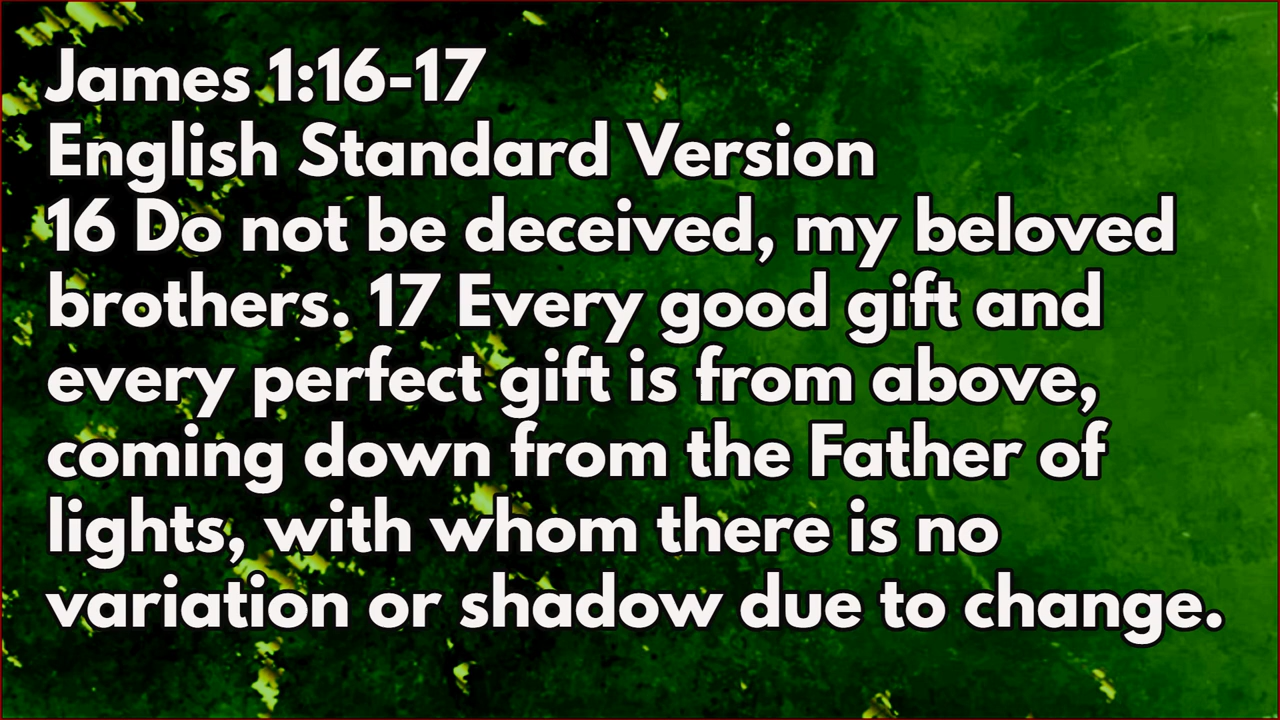 James 1:16-17
English Standard Version
16 Do not be deceived, my beloved
brothers. 17 Every good gift and
every perfect gift is from above,
coming down from the Father of
lights, with whom there is no
variation or shadow due to change.